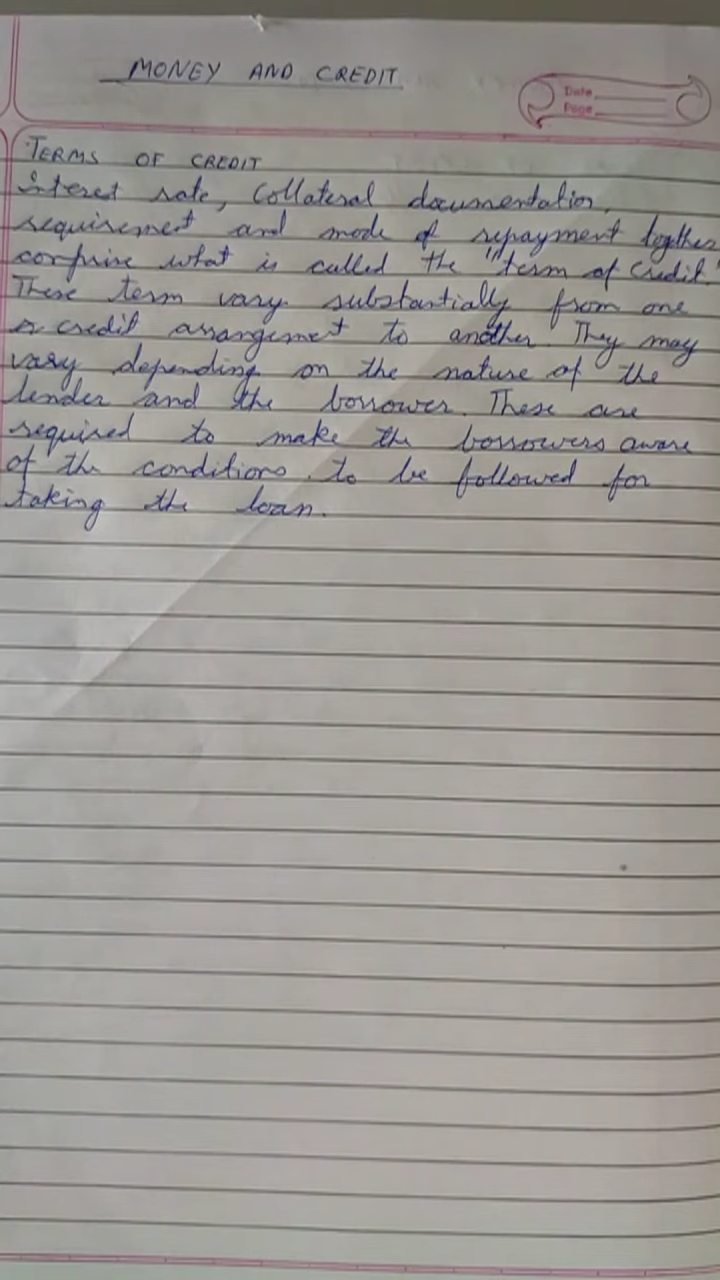 MONEY AND CREDIT
Date
Page
TERMS OF CREDIT
Interest rate, Collateral documentation,
requirement and mode of repayment together
comprise what is called the "term of Credit."
These term vary substantially from one
credit arrangement to another. They may
vary depending on the nature of the
lender and the borrower. These are
required to make the borrowers aware
of the conditions to be followed for
taking the loan.